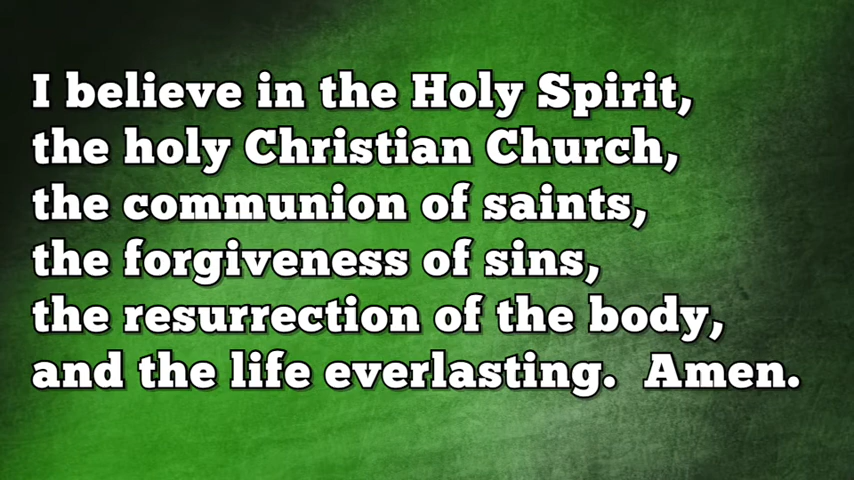 I believe in the Holy Spirit,
the holy Christian Church,
the communion of saints,
the forgiveness of sins,
the resurrection of the body,
and the life everlasting.  Amen.